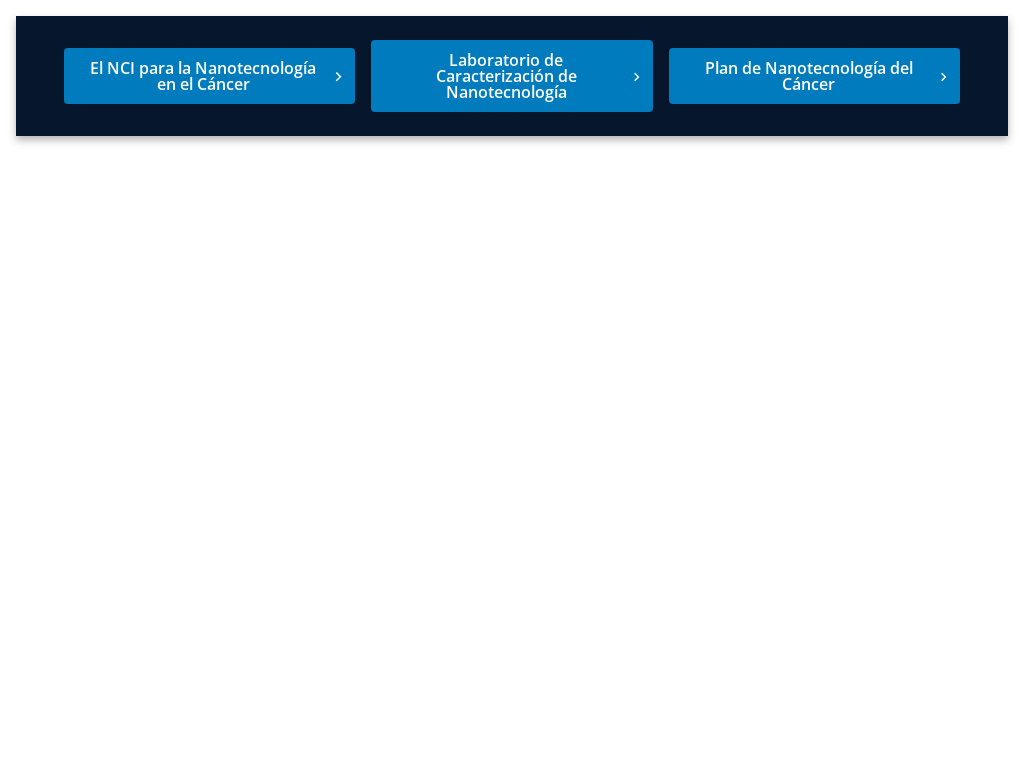 El NCI para la Nanotecnología
en el Cáncer
Laboratorio de
Caracterización de
Nanotecnología
Plan de Nanotecnología del
Cáncer